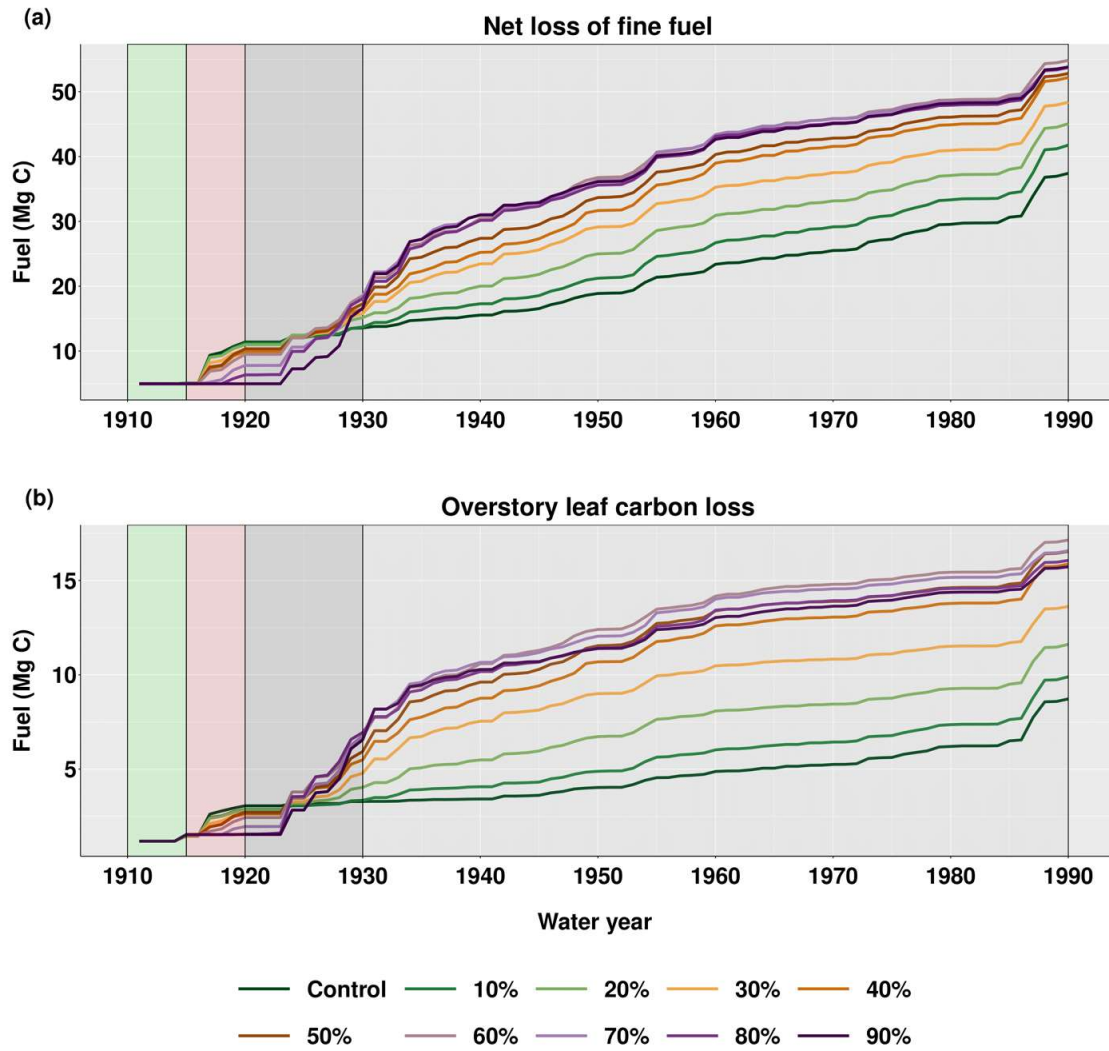 (a)
Net loss of fine fuel
Fuel (Mg C)
50
40
30
20
10
1910 1920 1930 1940 1950 1960 1970 1980 1990
(b)
Overstory leaf carbon loss
Fuel (Mg C)
15
10
5
1910 1920 1930 1940 1950 1960 1970 1980 1990
Water year
Control 10% 20% 30% 40%
50% 60% 70% 80% 90%